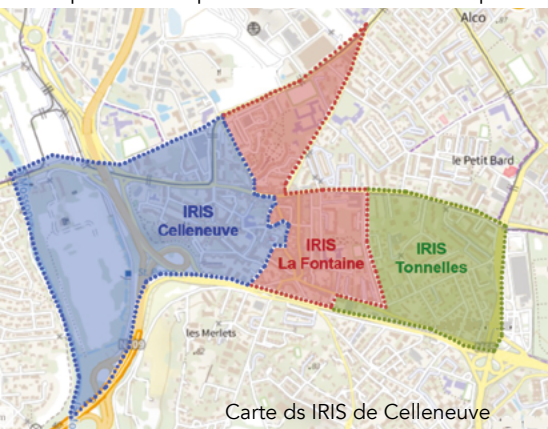 Alco
le Petit Bard
IRIS
Celleneuve
IRIS
La Fontaine
IRIS
Tonnelles
les Merlets
Carte ds IRIS de Celleneuve